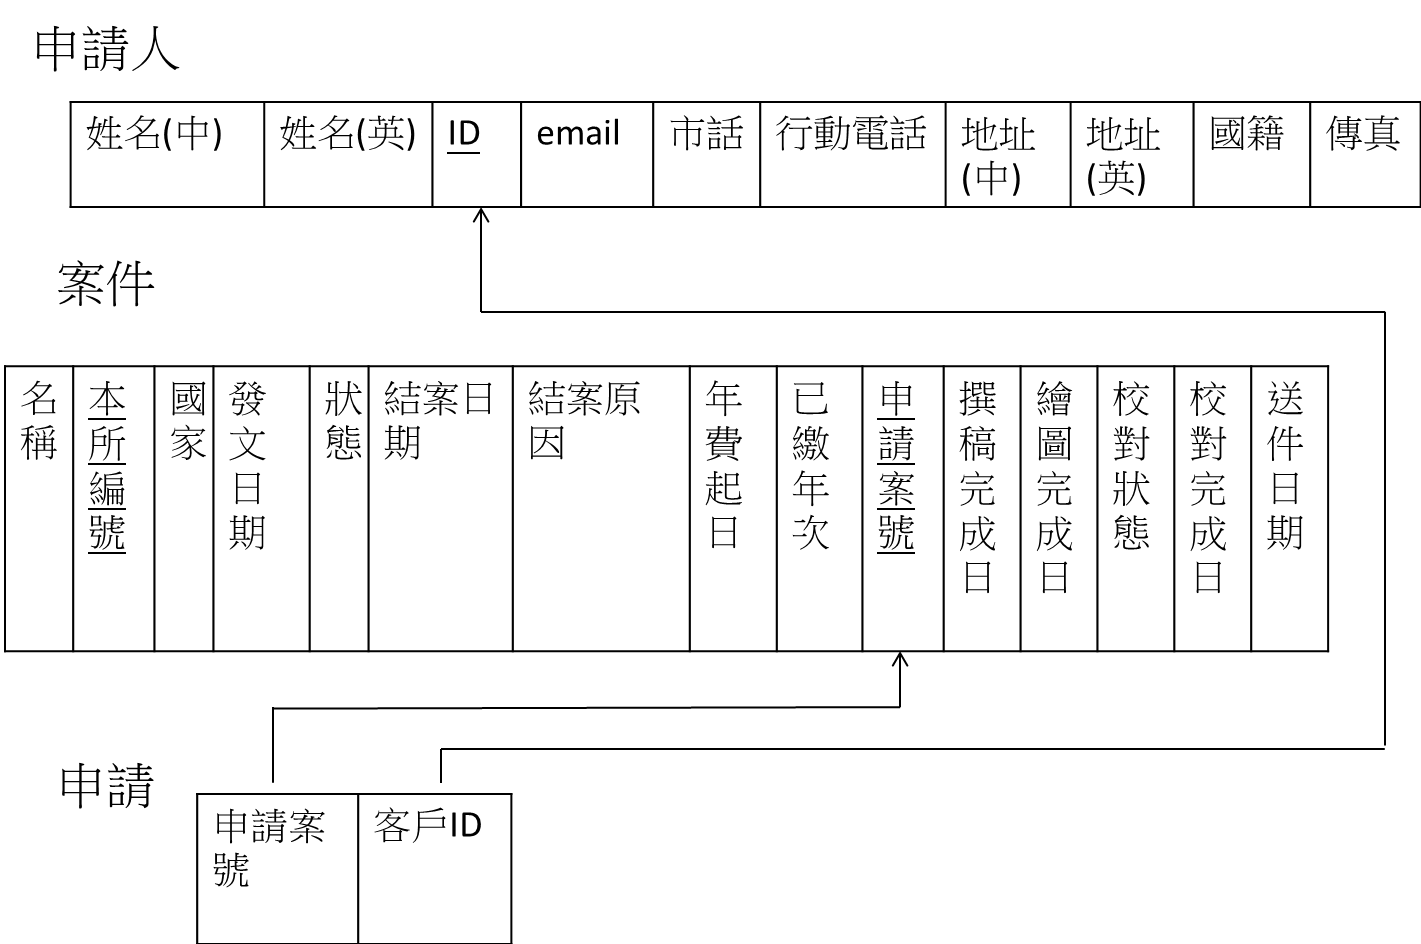 申請人
姓名(中)
姓名(英)
ID
email
市話
行動電話
地址
(中)
地址
(英)
國籍
傳真
案件
名稱
本所編號
國家
發文日期
狀態
結案日
期
結案原
因
年費起日
已繳年次
申請案號
撰稿完成日
繪圖完成日
校對狀態
校對完成日
送件日期
申請
申請案
號
客戶ID